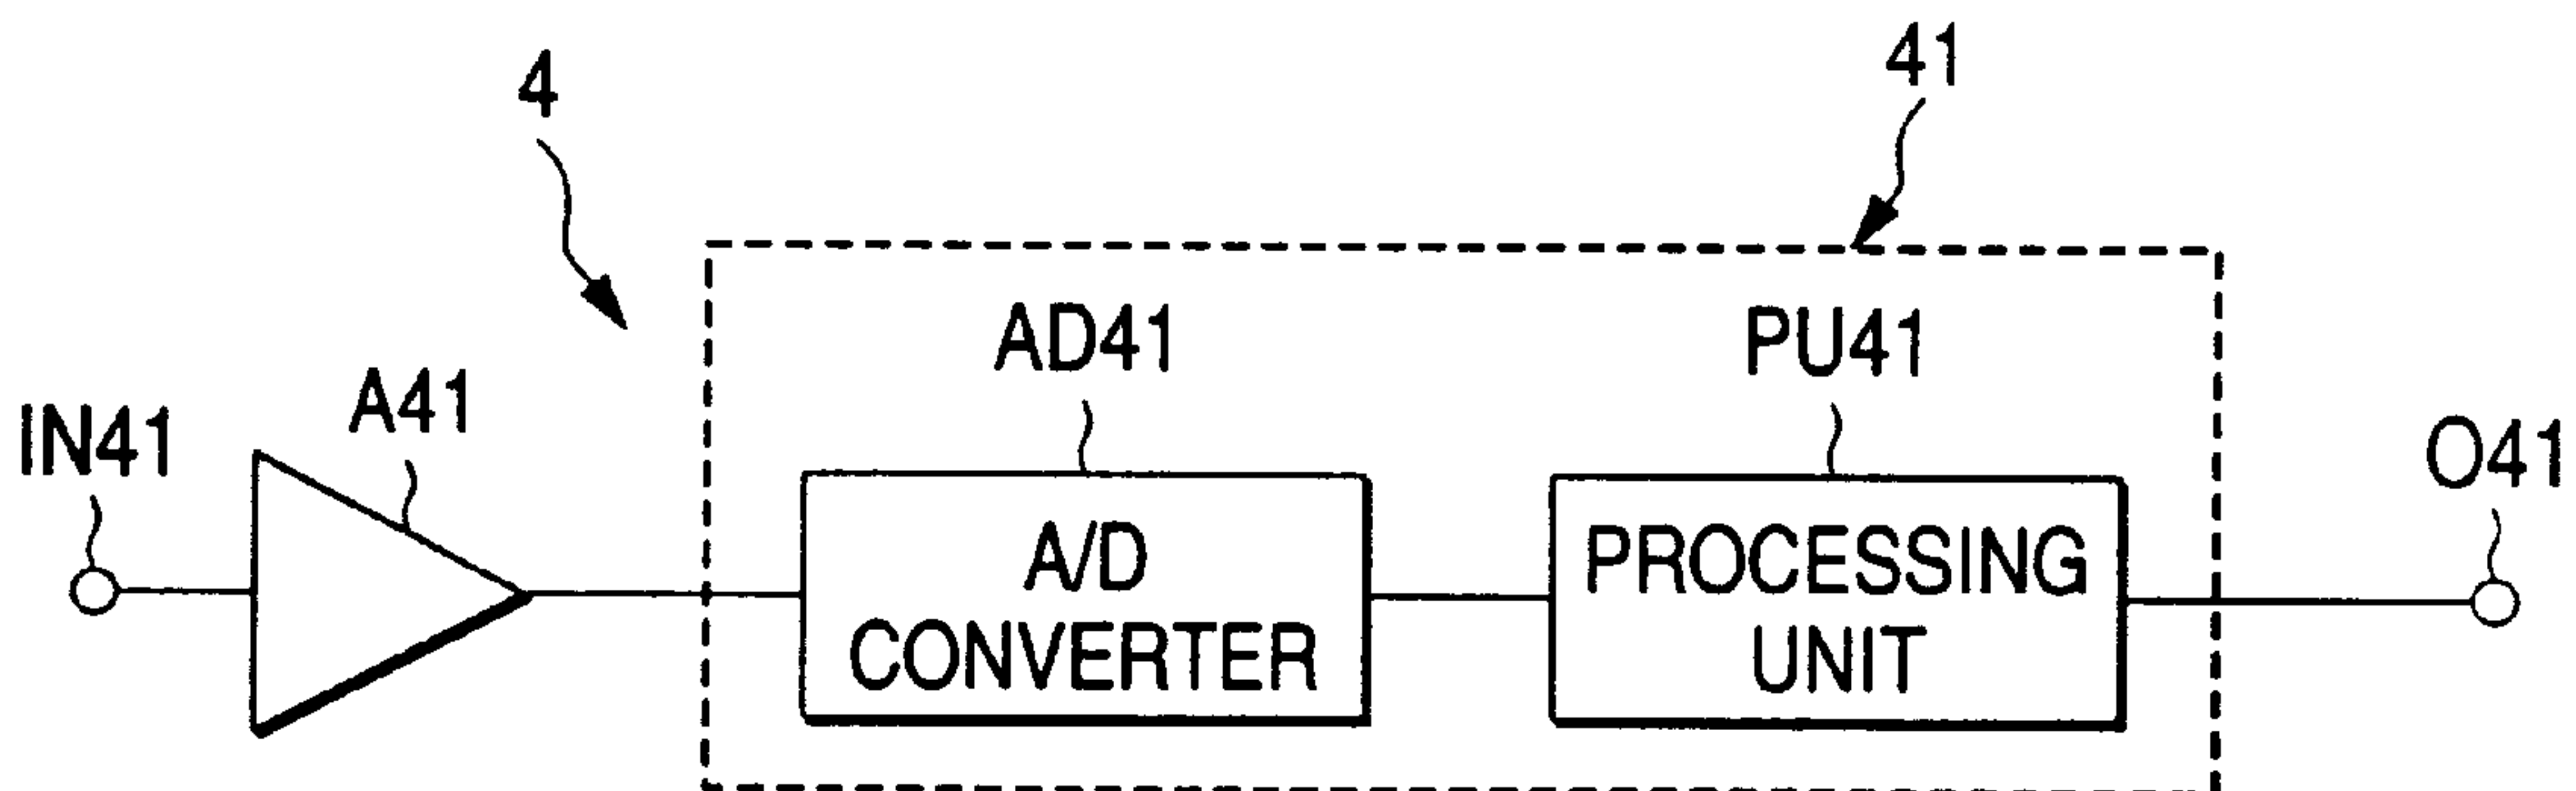 4
41
IN41
A41
AD41
PU41
O41
A/D
CONVERTER
PROCESSING
UNIT